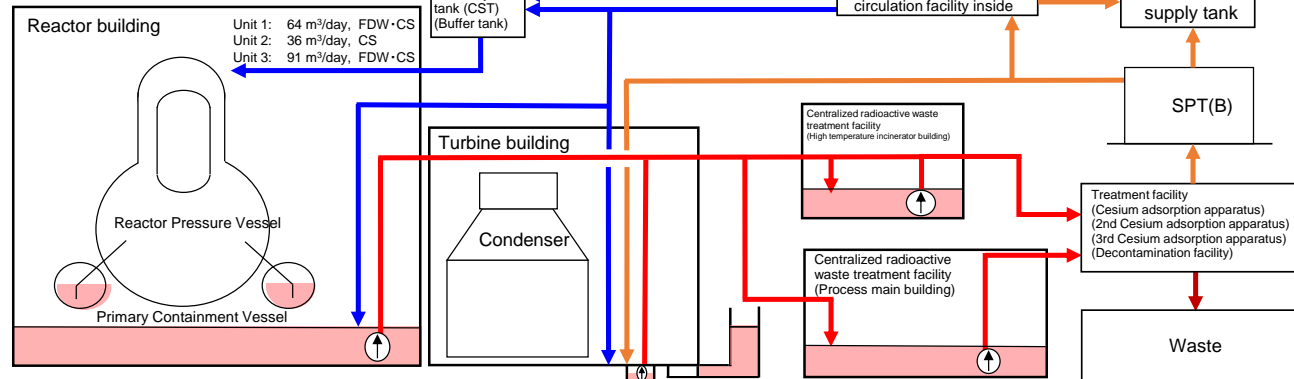 Reactor building
Unit 1: 64 m³/day, FDW・CS
Unit 2: 36 m³/day, CS
Unit 3: 91 m³/day, FDW・CS
tank (CST)
(Buffer tank)
circulation facility inside
supply tank
SPT(B)
Centralized radioactive waste
treatment facility
(High temperature incinerator building)
Turbine building
Condenser
Reactor Pressure Vessel
Primary Containment Vessel
Treatment facility
(Cesium adsorption apparatus)
(2nd Cesium adsorption apparatus)
(3rd Cesium adsorption apparatus)
(Decontamination facility)
Centralized radioactive
waste treatment facility
(Process main building)
Waste